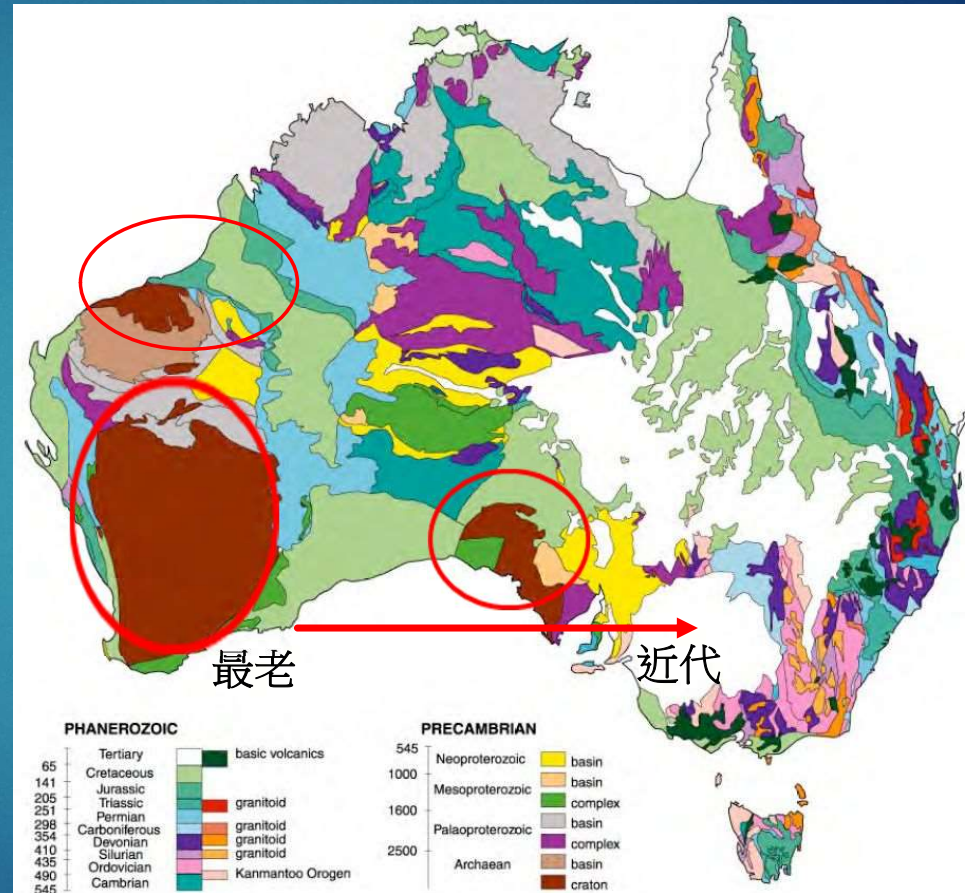 最老
近代
PHANEROZOIC
Tertiary basic volcanics
65
Cretaceous
141
Jurassic
205
Triassic granitoid
251
Permian
298
Carboniferous granitoid
354
Devonian granitoid
410
Silurian granitoid
435
Ordovician
490 Kanmantoo Orogen
Cambrian
545
PRECAMBRIAN
545
Neoproterozoic basin
1000
Mesoproterozoic basin
complex
1600
Palaoproterozoic basin
complex
2500
Archaean basin
craton